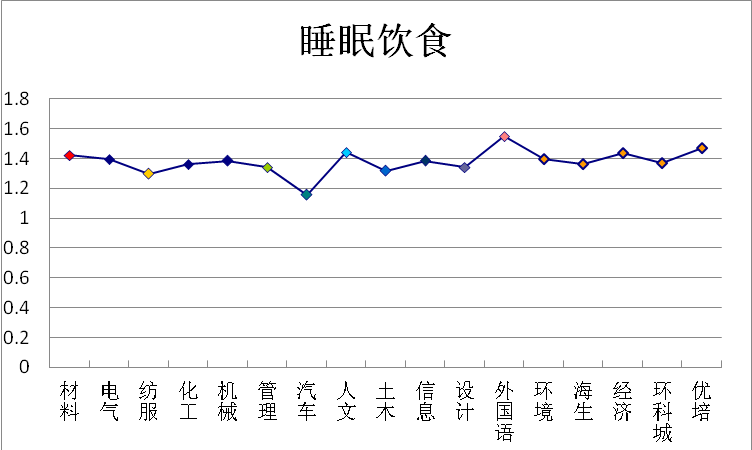 睡眠饮食
1.8
1.6
1.4
1.2
1
0.8
0.6
0.4
0.2
0
材料
电气
纺服
化工
机械
管理
汽车
人文
土木
信息
设计
外国语
环境
海生
经济
环科城
优培